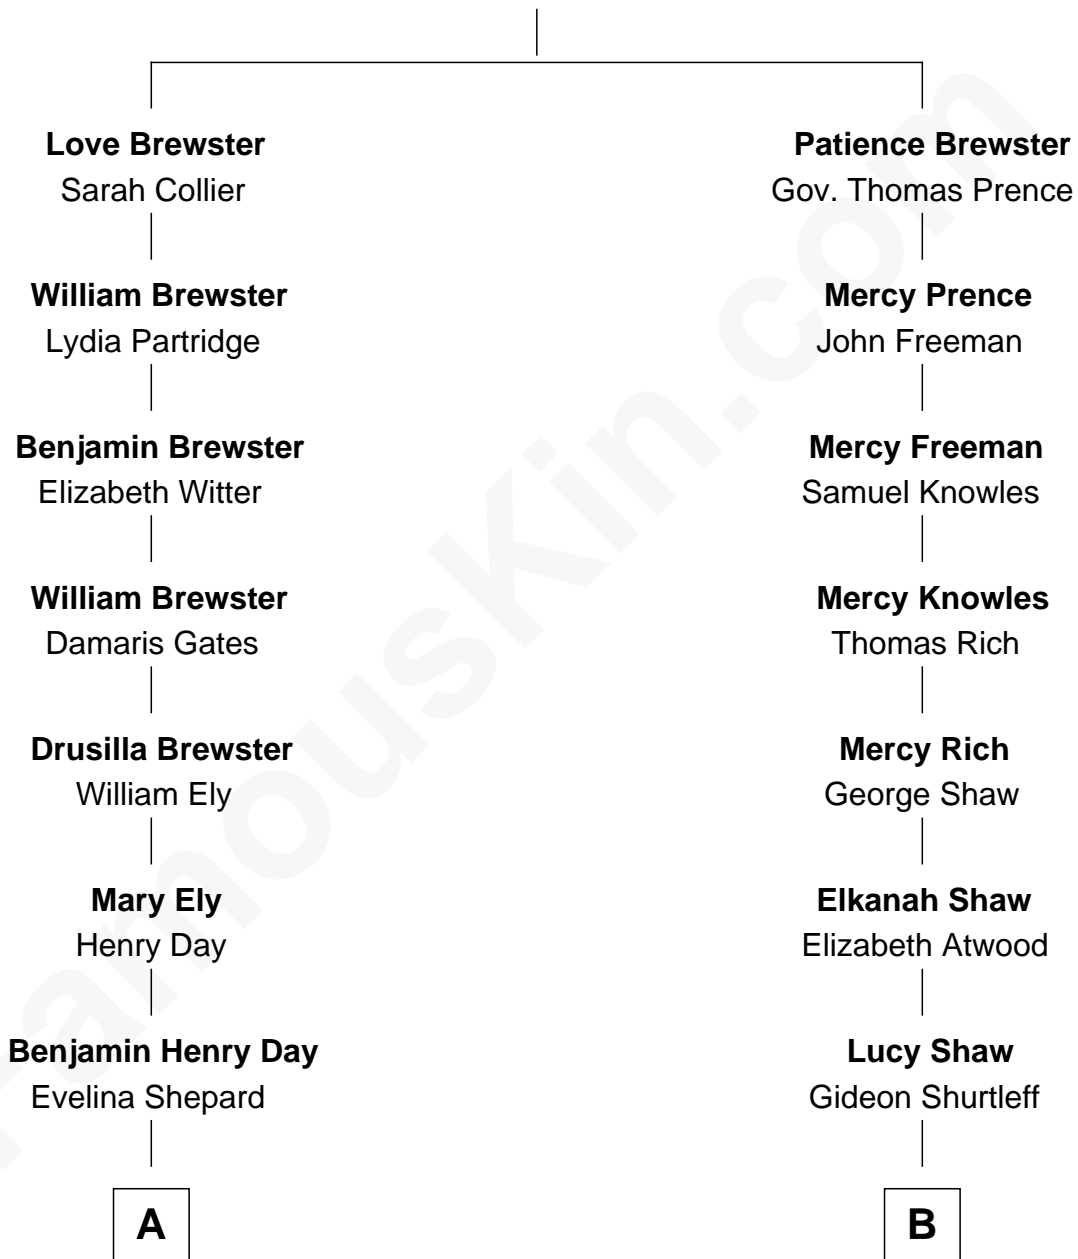 Love Brewster
Sarah Collier
William Brewster
Lydia Partridge
Benjamin Brewster
Elizabeth Witter
William Brewster
Damaris Gates
Drusilla Brewster
William Ely
Mary Ely
Henry Day
Benjamin Henry Day
Evelina Shepard
A
Patience Brewster
Gov. Thomas Prence
Mercy Prence
John Freeman
Mercy Freeman
Samuel Knowles
Mercy Knowles
Thomas Rich
Mercy Rich
George Shaw
Elkanah Shaw
Elizabeth Atwood
Lucy Shaw
Gideon Shurtleff
B
FamousKin.com